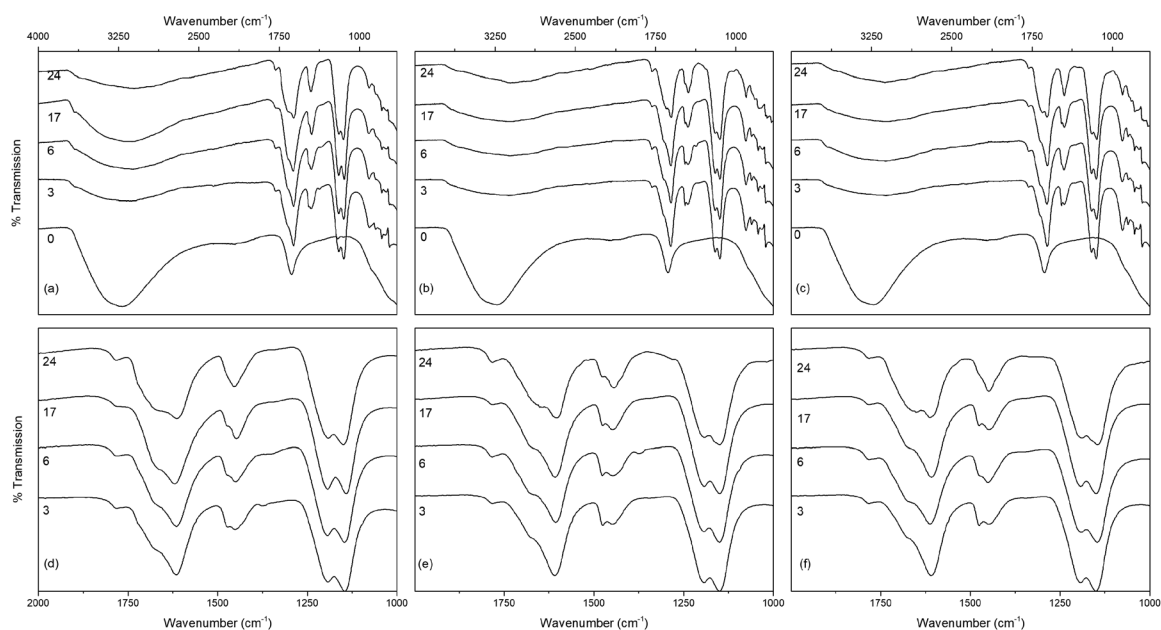 Wavenumber (cm⁻¹) Wavenumber (cm⁻¹) Wavenumber (cm⁻¹)
4000 3250 2500 1750 1000 3250 2500 1750 1000 3250 2500 1750 1000
% Transmission
24 24 24
17 17 17
6 6 6
3 3 3
0 0 0
(a) (b) (c)
% Transmission
24 24 24
17 17 17
6 6 6
3 3 3
(d) (e) (f)
2000 1750 1500 1250 1000 1750 1500 1250 1000 1750 1500 1250 1000
Wavenumber (cm⁻¹) Wavenumber (cm⁻¹) Wavenumber (cm⁻¹)